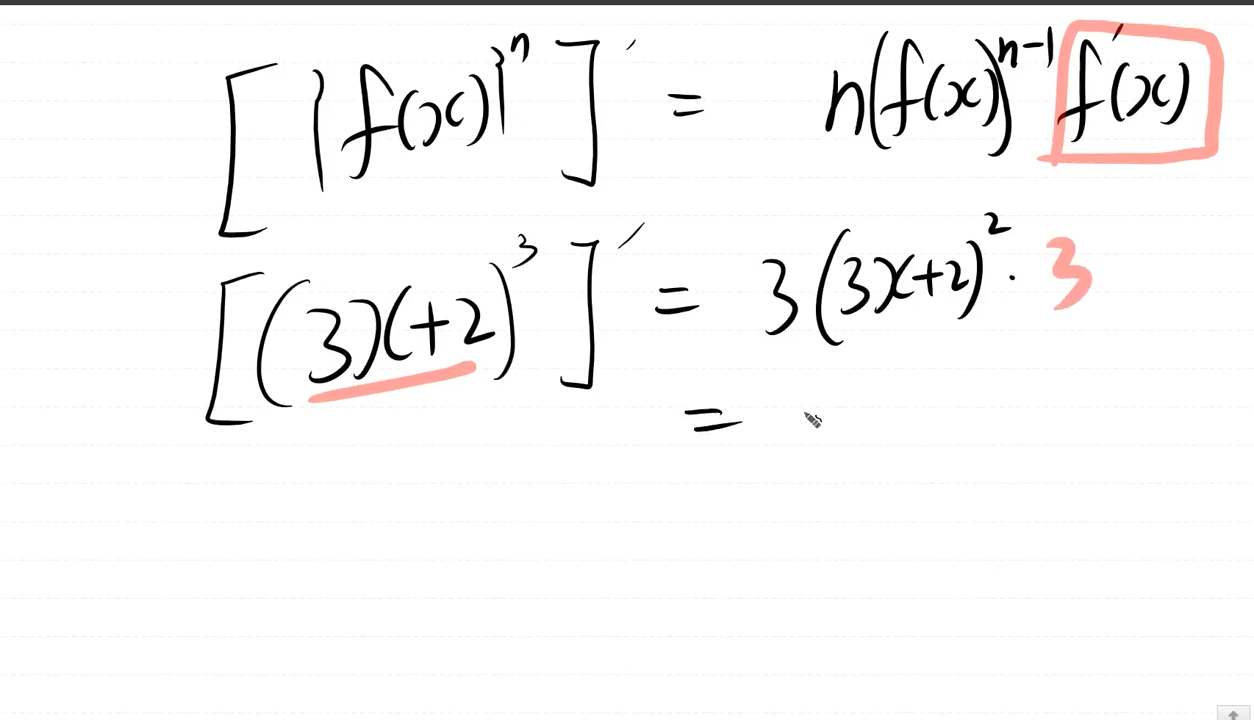 [{f(x)}ⁿ]′ = n(f(x))ⁿ⁻¹ f′(x)
[(3x+2)³]′ = 3(3x+2)² · 3
=